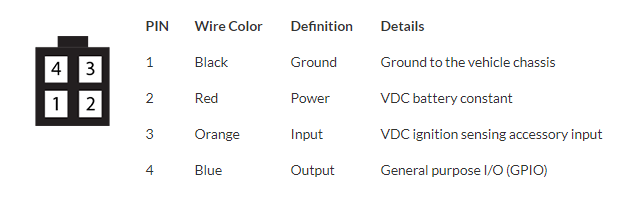 4 3
1 2
PIN Wire Color Definition Details
1 Black Ground Ground to the vehicle chassis
2 Red Power VDC battery constant
3 Orange Input VDC ignition sensing accessory input
4 Blue Output General purpose I/O (GPIO)